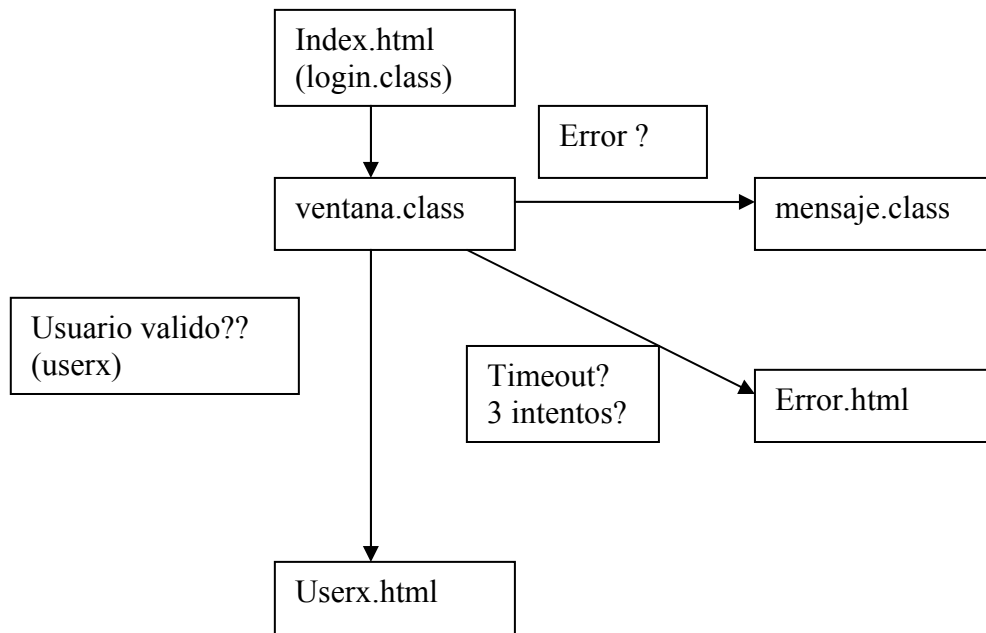 Index.html
(login.class)
Error ?
ventana.class
mensaje.class
Usuario valido??
(userx)
Timeout?
3 intentos?
Error.html
Userx.html